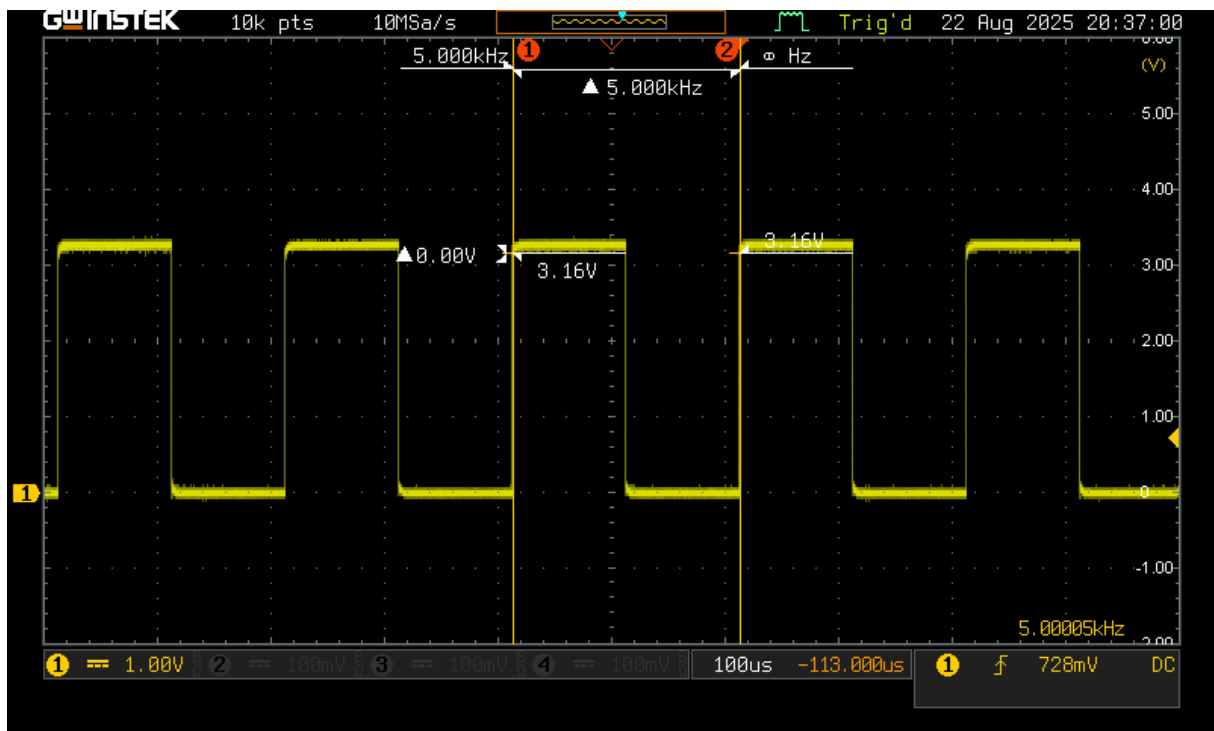 GWINSTEK 10k pts 10MSa/s Trig'd 22 Aug 2025 20:37:00
5.000kHz 1 2 Hz (V)
▲ 5.000kHz
5.00
4.00
3.16V
▲0.00V 3.16V 3.00
2.00
1.00
1 0
-1.00
5.00005kHz
1 1.00V 2 100mV 3 100mV 4 100mV 100us -113.000us 1 728mV DC